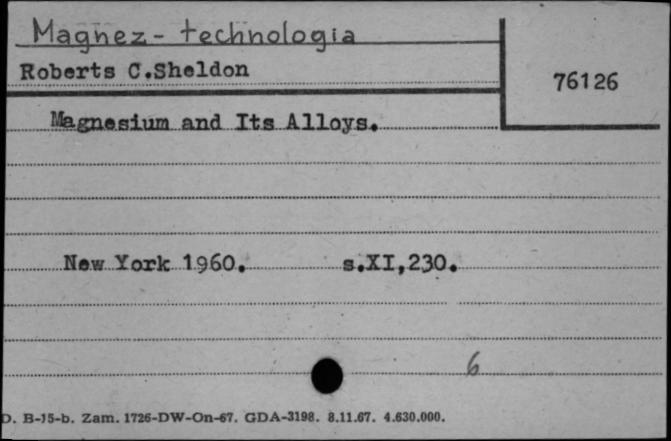 Magnez - technologia
Roberts C.Sheldon
76126
Magnesium and Its Alloys.
New York 1960. s.XI,230.
6
D. B-15-b. Zam. 1726-DW-On-67. GDA-3198. 8.11.67. 4.630.000.